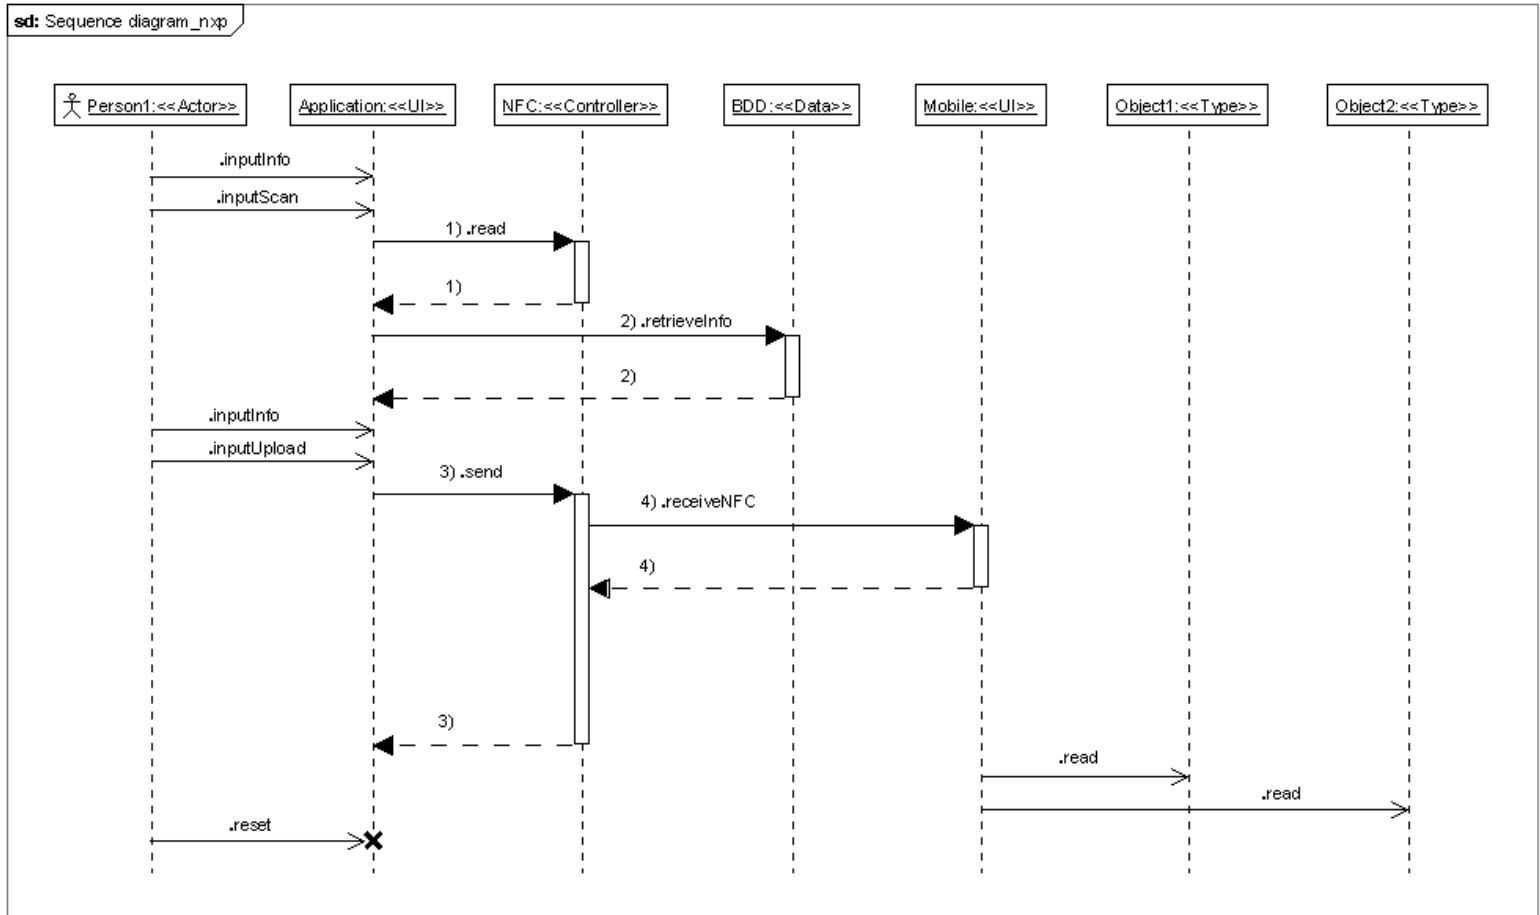 sd: Sequence diagram_nxp
Person1:<<Actor>>
Application:<<UI>>
NFC:<<Controller>>
BDD:<<Data>>
Mobile:<<UI>>
Object1:<<Type>>
Object2:<<Type>>
.inputInfo
.inputScan
1) .read
1)
2) .retrieveInfo
2)
.inputInfo
.inputUpload
3) .send
4) .receiveNFC
4)
3)
.read
.read
.reset